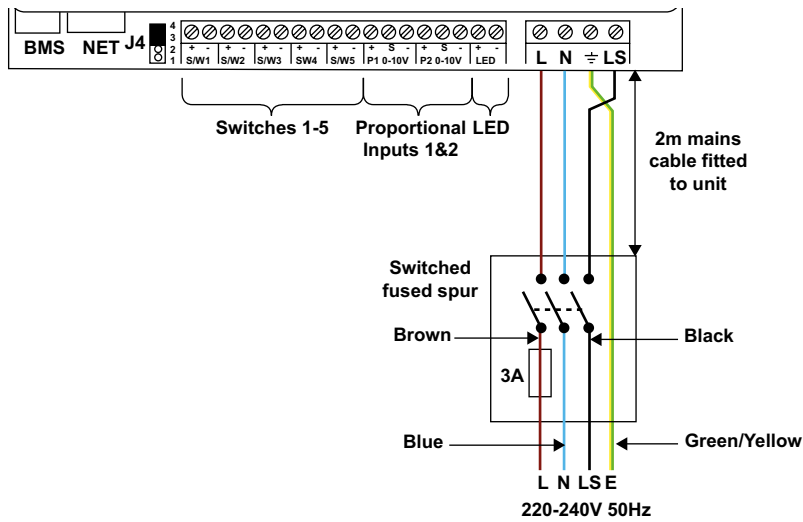 BMS NET J4
4
3
2
1
+ - + - + - + - + - + S - + S - + -
S/W1 S/W2 S/W3 SW4 S/W5 P1 0-10V P2 0-10V LED
L N LS
Switches 1-5
Proportional
Inputs 1&2
LED
2m mains
cable fitted
to unit
Switched
fused spur
Brown
Black
3A
Blue
Green/Yellow
L N LS E
220-240V 50Hz